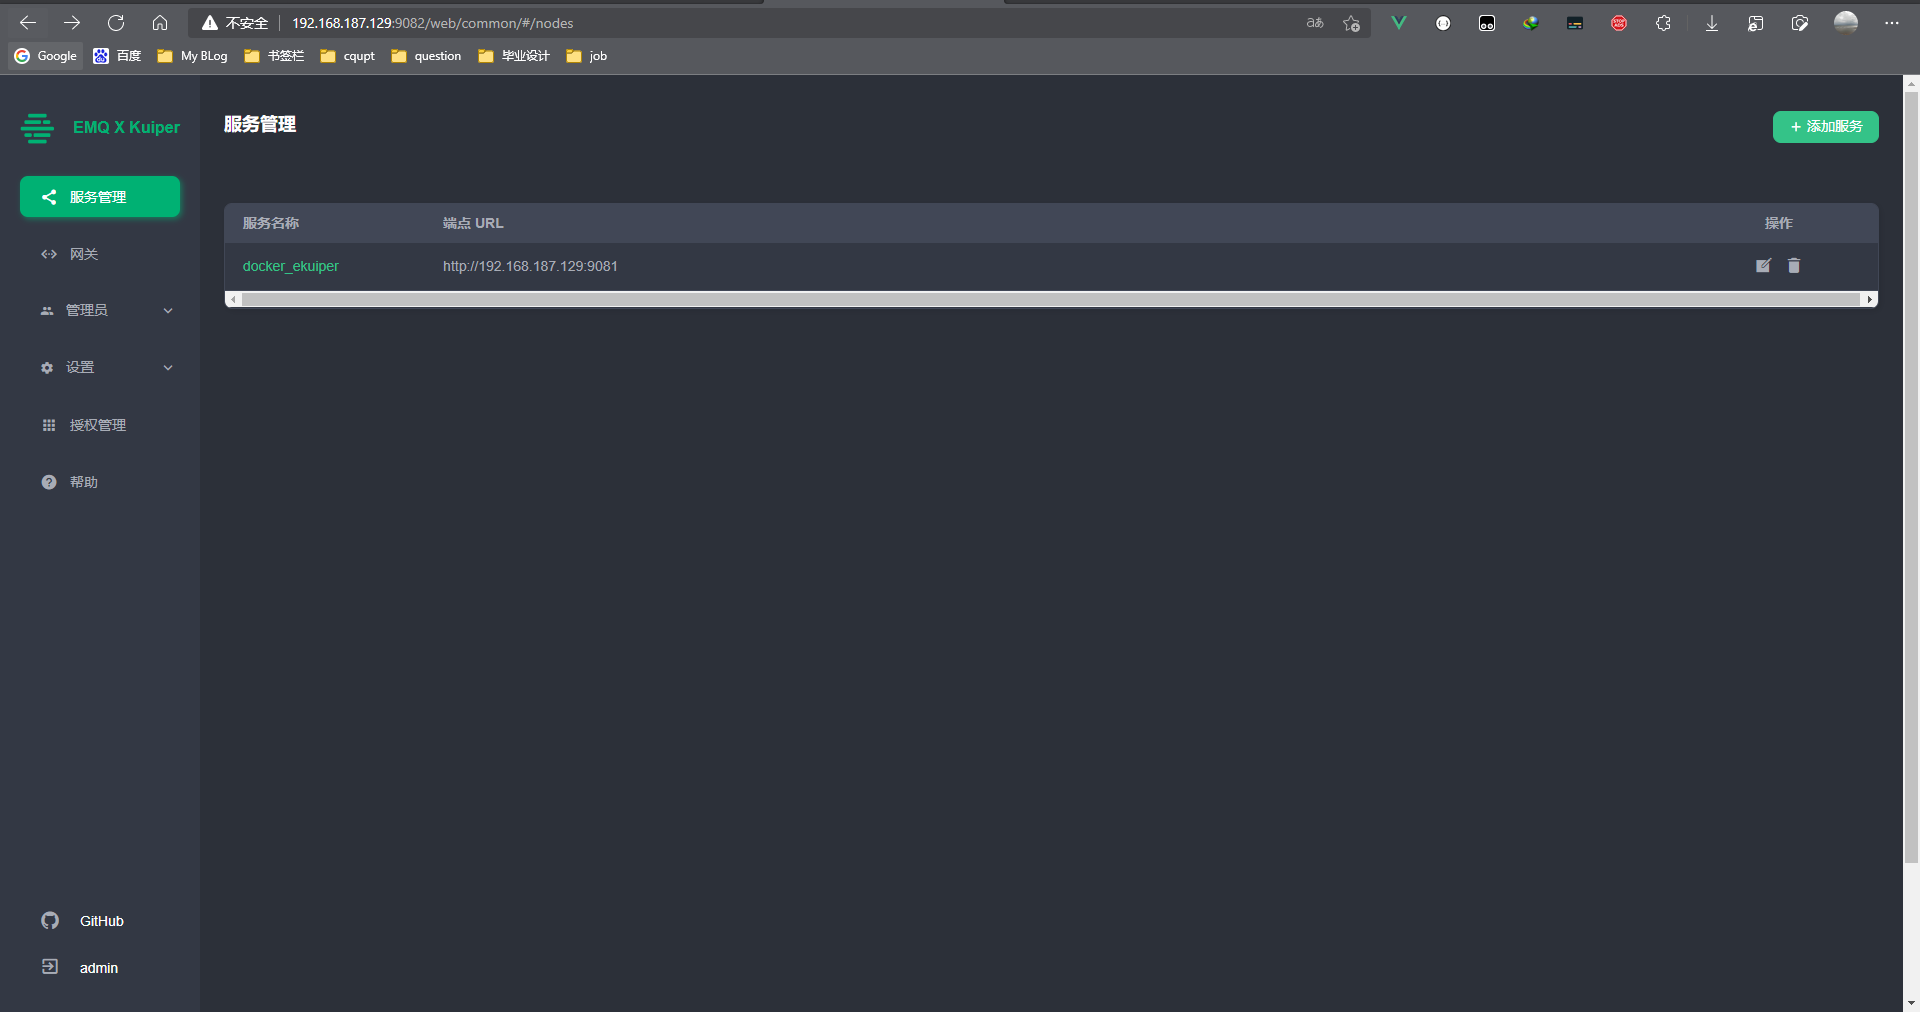 不安全 192.168.187.129:9082/web/common/#/nodes aあ
Google 百度 My BLog 书签栏 cqupt question 毕业设计 job
EMQ X Kuiper
服务管理
网关
管理员
设置
授权管理
帮助
GitHub
admin
服务管理
+ 添加服务
服务名称 端点 URL 操作
docker_ekuiper http://192.168.187.129:9081